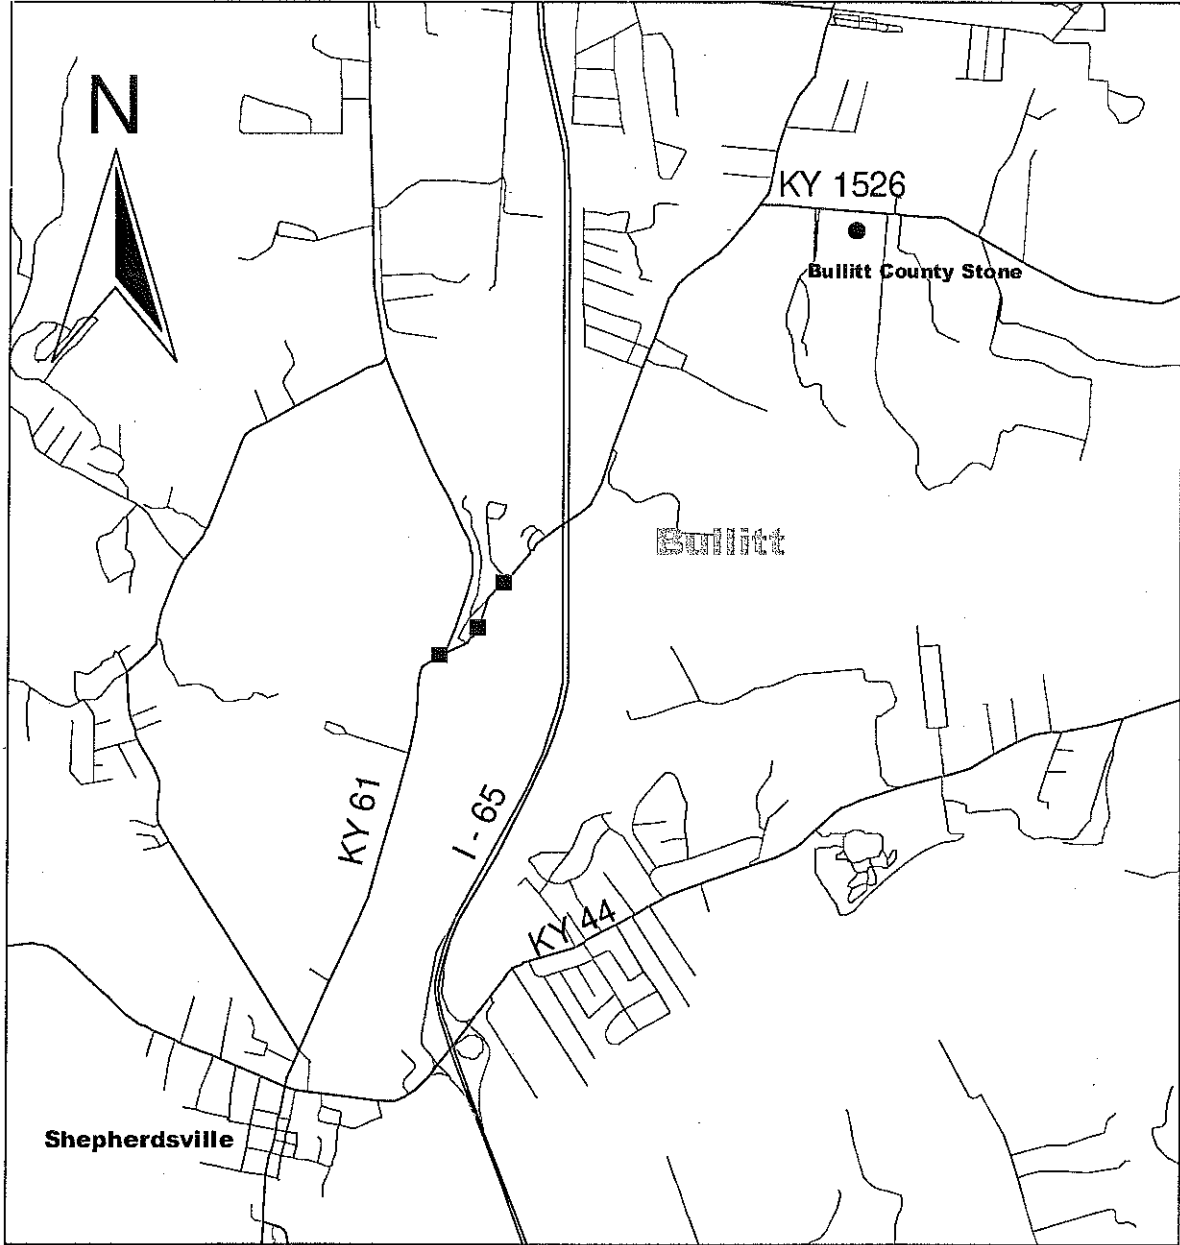 N
KY 1526
Bullitt County Stone
Bullitt
KY 61
I - 65
KY 44
Shepherdsville